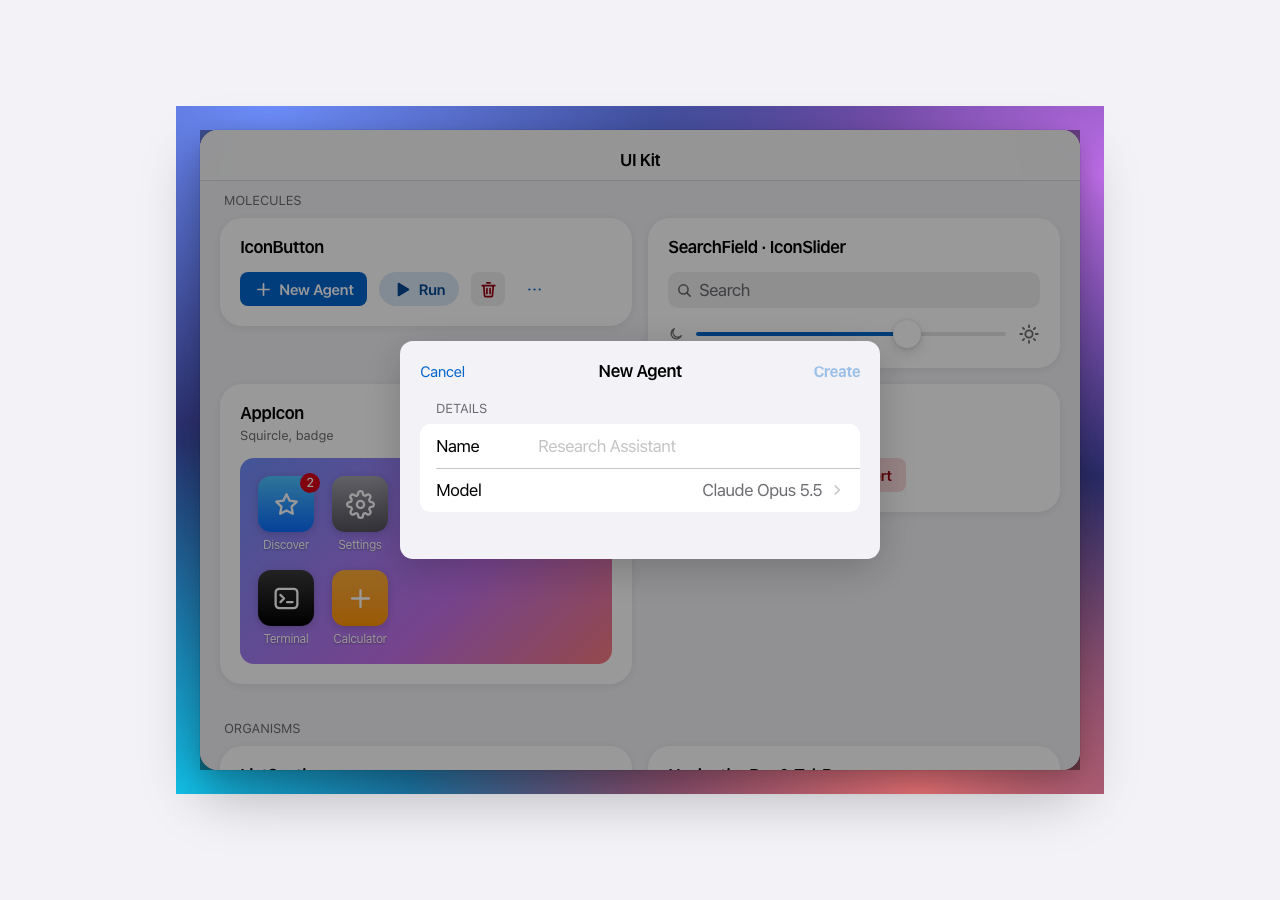 UI Kit
MOLECULES
IconButton
New Agent
Run
SearchField · IconSlider
Search
Cancel
New Agent
Create
DETAILS
Name
Research Assistant
Model
Claude Opus 5.5
AppIcon
Squircle, badge
2
Discover
Settings
Terminal
Calculator
ORGANISMS